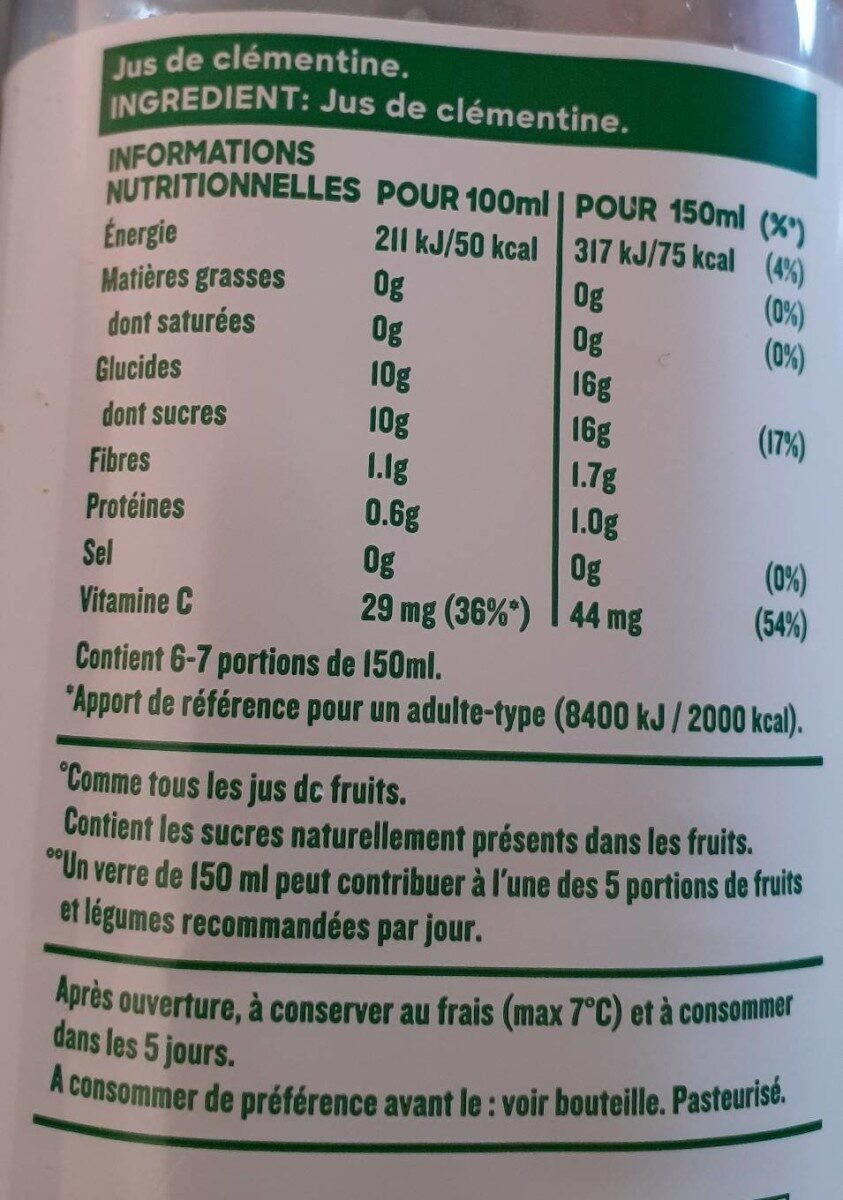 Jus de clémentine.
INGREDIENT: Jus de clémentine.
INFORMATIONS
NUTRITIONNELLES POUR 100ml | POUR 150ml (%*)
Énergie 211 kJ/50 kcal 317 kJ/75 kcal (4%)
Matières grasses 0g 0g (0%)
dont saturées 0g 0g (0%)
Glucides 10g 16g
dont sucres 10g 16g (17%)
Fibres 1.1g 1.7g
Protéines 0.6g 1.0g
Sel 0g 0g (0%)
Vitamine C 29 mg (36%*) 44 mg (54%)
Contient 6-7 portions de 150ml.
*Apport de référence pour un adulte-type (8400 kJ / 2000 kcal).
°Comme tous les jus de fruits.
Contient les sucres naturellement présents dans les fruits.
°°Un verre de 150 ml peut contribuer à l'une des 5 portions de fruits
et légumes recommandées par jour.
Après ouverture, à conserver au frais (max 7°C) et à consommer
dans les 5 jours.
A consommer de préférence avant le : voir bouteille. Pasteurisé.